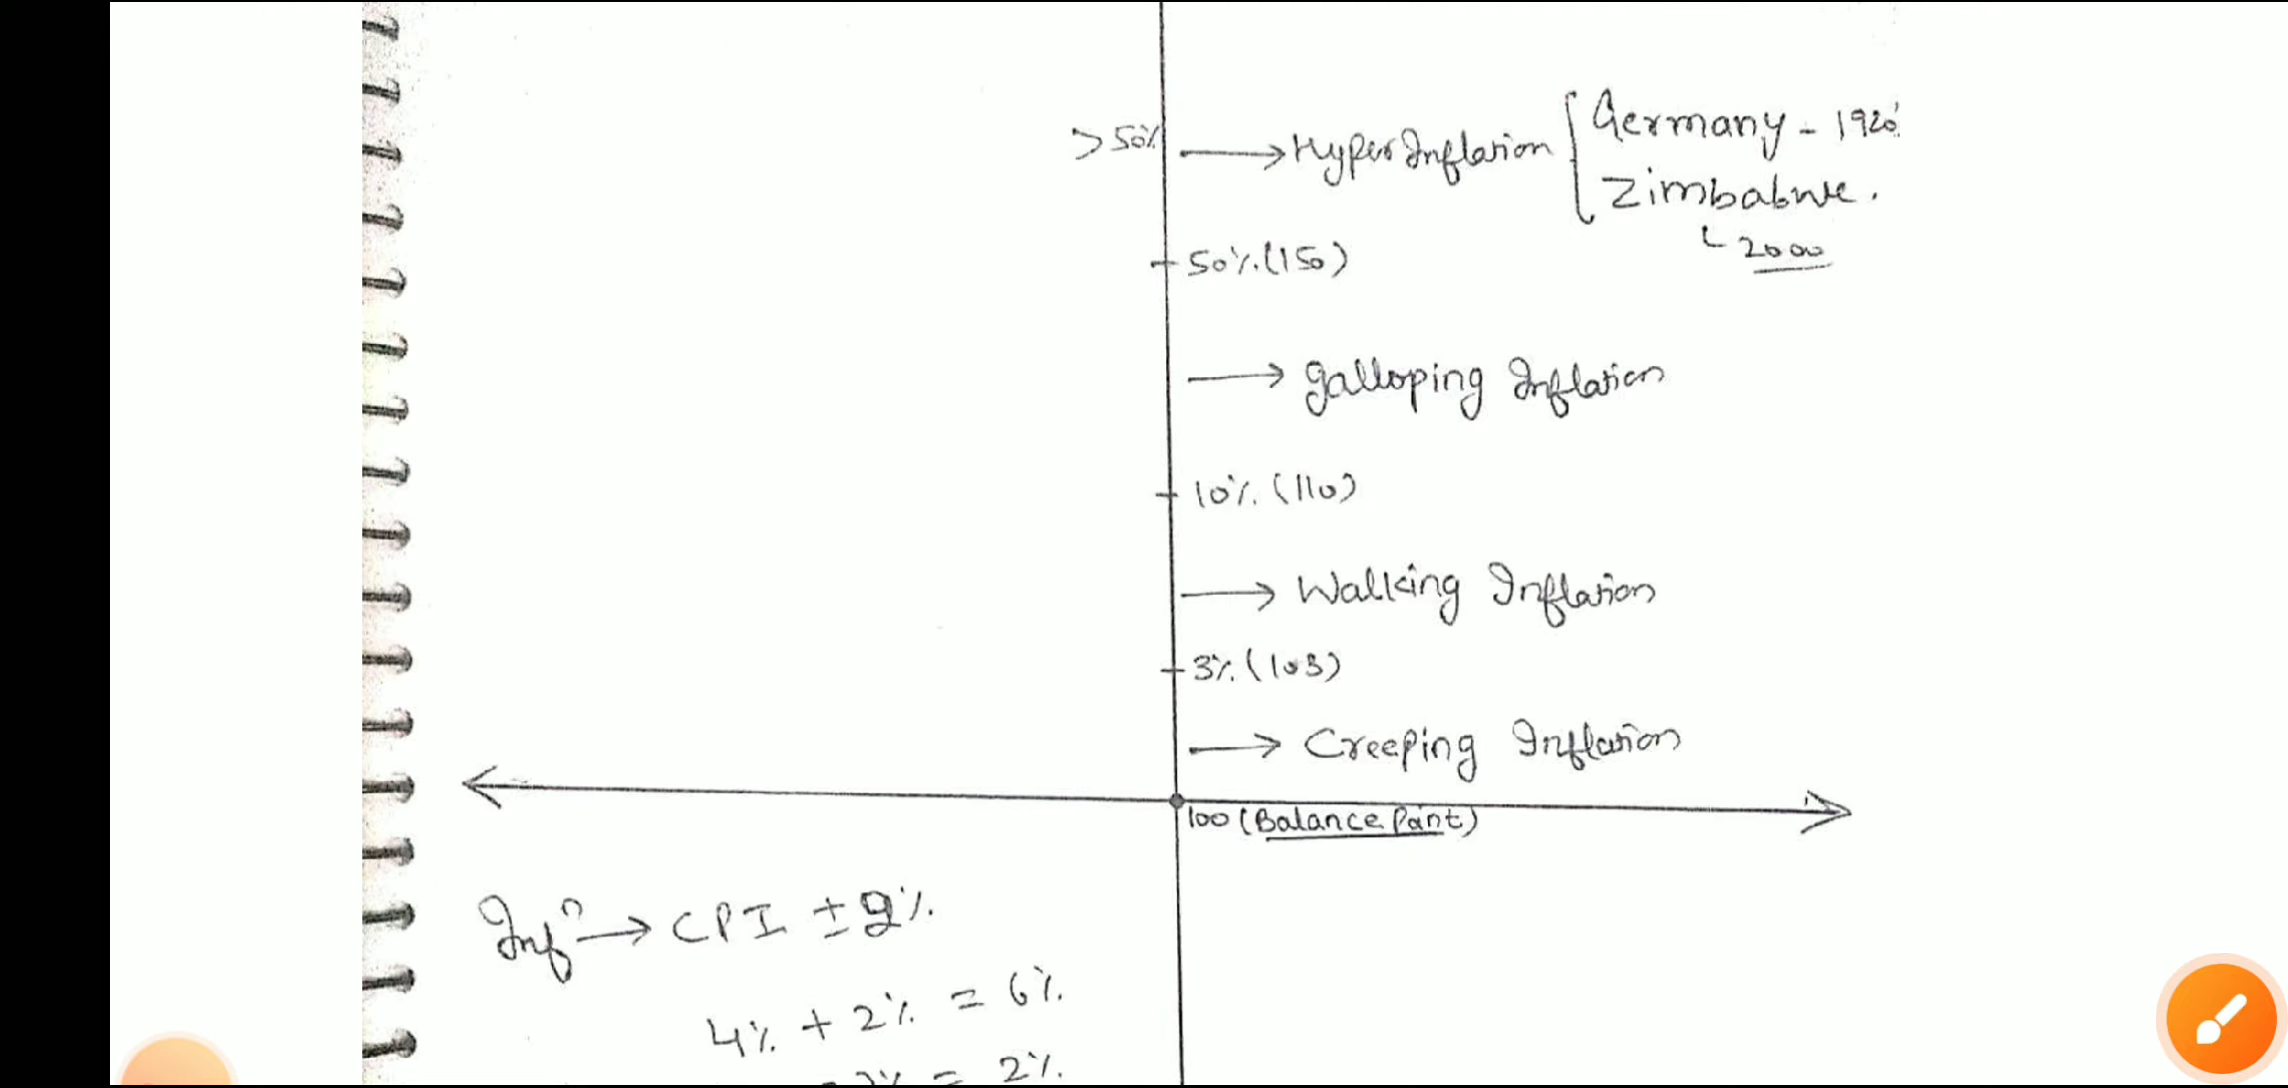 >50% → Hyper Inflation { Germany - 1920'
Zimbabwe.
↳ 2000
50% (150)
→ galloping Inflation
10% (110)
→ Walking Inflation
3% (103)
→ Creeping Inflation
100 (Balance Point)
Infⁿ → CPI ± 2%.
4% + 2% = 6%.
= 2%.